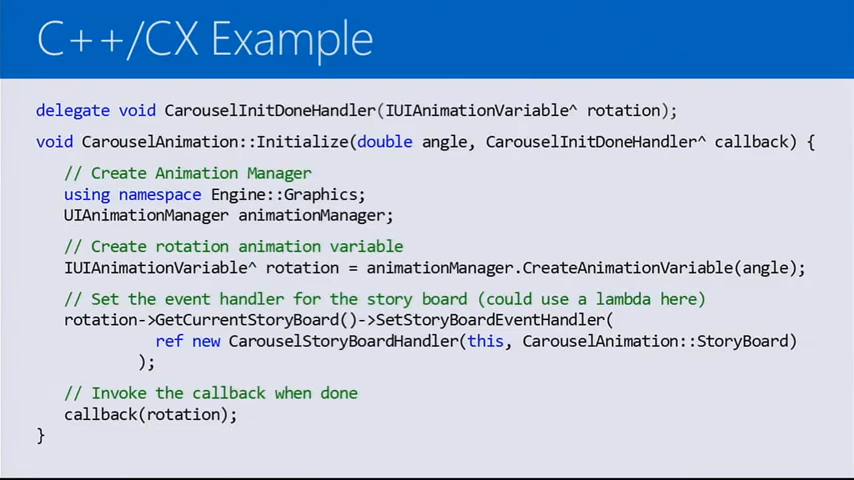 C++/CX Example
delegate void CarouselInitDoneHandler(IUIAnimationVariable^ rotation);
void CarouselAnimation::Initialize(double angle, CarouselInitDoneHandler^ callback) {
// Create Animation Manager
using namespace Engine::Graphics;
UIAnimationManager animationManager;
// Create rotation animation variable
IUIAnimationVariable^ rotation = animationManager.CreateAnimationVariable(angle);
// Set the event handler for the story board (could use a lambda here)
rotation->GetCurrentStoryBoard()->SetStoryBoardEventHandler(
ref new CarouselStoryBoardHandler(this, CarouselAnimation::StoryBoard)
);
// Invoke the callback when done
callback(rotation);
}